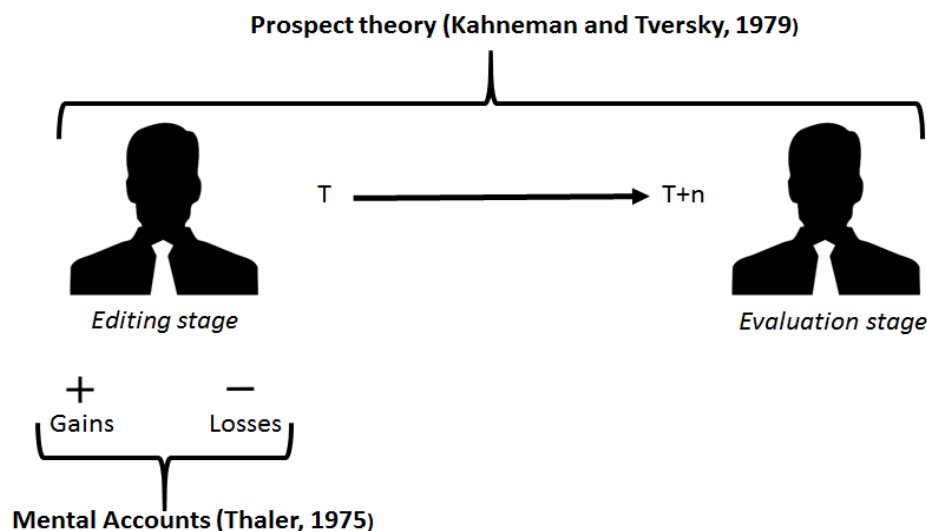 Prospect theory (Kahneman and Tversky, 1979)
T T+n
Editing stage Evaluation stage
+ −
Gains Losses
Mental Accounts (Thaler, 1975)